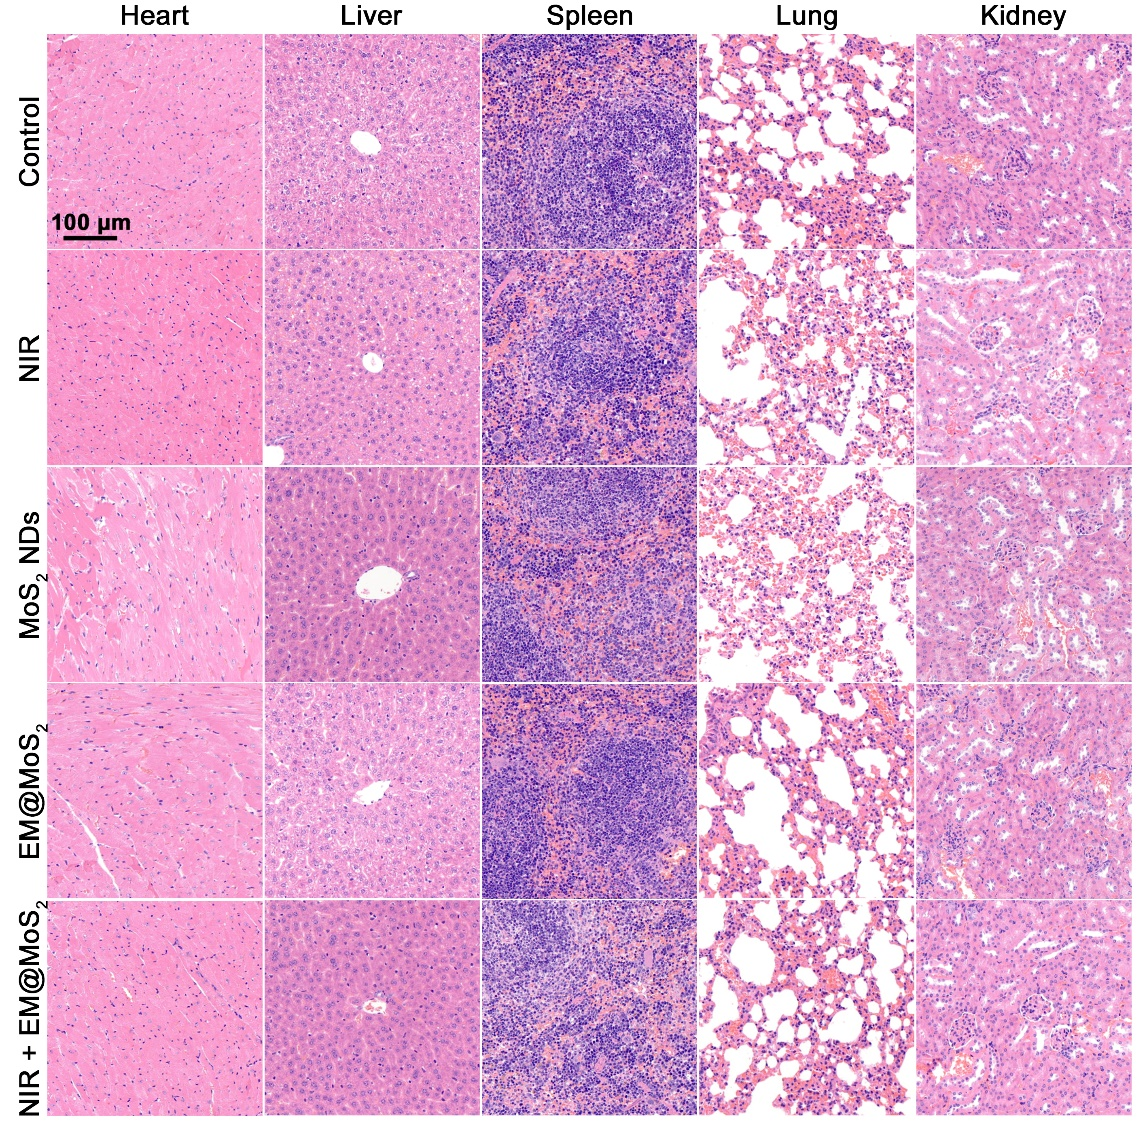 Heart Liver Spleen Lung Kidney
Control
100 µm
NIR
MoS₂ NDs
EM@MoS₂
NIR + EM@MoS₂